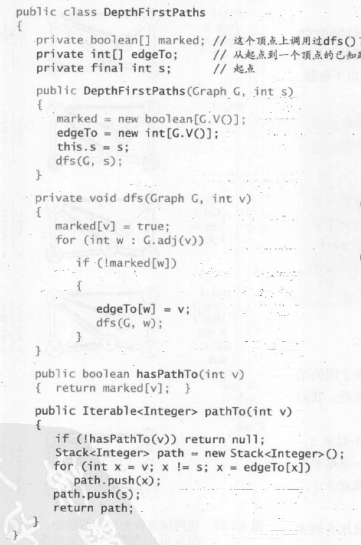 public class DepthFirstPaths
{
private boolean[] marked; // 这个顶点上调用过dfs()
private int[] edgeTo; // 从起点到一个顶点的已知
private final int s; // 起点
public DepthFirstPaths(Graph G, int s)
{
marked = new boolean[G.V()];
edgeTo = new int[G.V()];
this.s = s;
dfs(G, s);
}
private void dfs(Graph G, int v)
{
marked[v] = true;
for (int w : G.adj(v))
if (!marked[w])
{
edgeTo[w] = v;
dfs(G, w);
}
}
public boolean hasPathTo(int v)
{ return marked[v]; }
public Iterable<Integer> pathTo(int v)
{
if (!hasPathTo(v)) return null;
Stack<Integer> path = new Stack<Integer>();
for (int x = v; x != s; x = edgeTo[x])
path.push(x);
path.push(s);
return path;
}
}